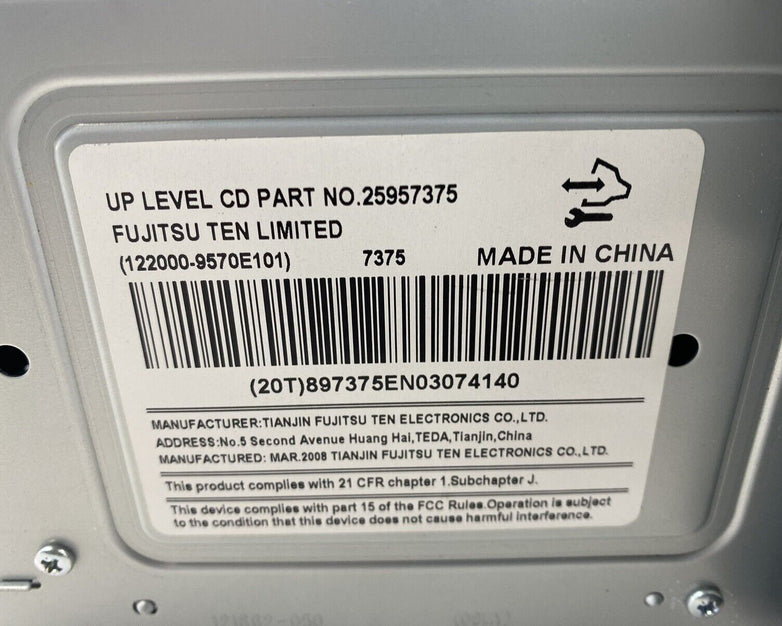 UP LEVEL CD PART NO.25957375
FUJITSU TEN LIMITED
(122000-9570E101) 7375 MADE IN CHINA
(20T)897375EN03074140
MANUFACTURER:TIANJIN FUJITSU TEN ELECTRONICS CO.,LTD.
ADDRESS:No.5 Second Avenue Huang Hai,TEDA,Tianjin,China
MANUFACTURED: MAR.2008 TIANJIN FUJITSU TEN ELECTRONICS CO.,LTD.
This product complies with 21 CFR chapter 1.Subchapter J.
This device complies with part 15 of the FCC Rules.Operation is subject
to the condition that this device does not cause harmful interference.